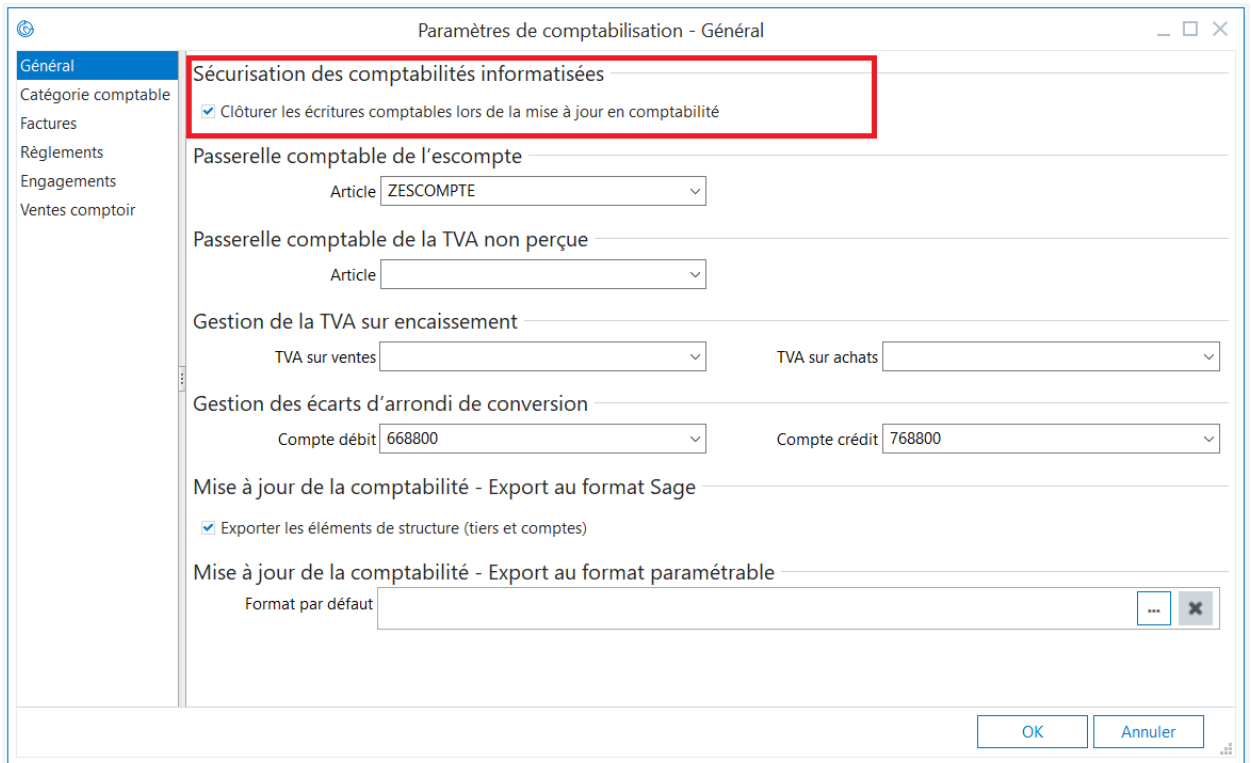 Paramètres de comptabilisation - Général
Général
Catégorie comptable
Factures
Règlements
Engagements
Ventes comptoir
Sécurisation des comptabilités informatisées
Clôturer les écritures comptables lors de la mise à jour en comptabilité
Passerelle comptable de l’escompte
Article ZESCOMPTE
Passerelle comptable de la TVA non perçue
Article
Gestion de la TVA sur encaissement
TVA sur ventes TVA sur achats
Gestion des écarts d’arrondi de conversion
Compte débit 668800 Compte crédit 768800
Mise à jour de la comptabilité - Export au format Sage
Exporter les éléments de structure (tiers et comptes)
Mise à jour de la comptabilité - Export au format paramétrable
Format par défaut ...
OK Annuler